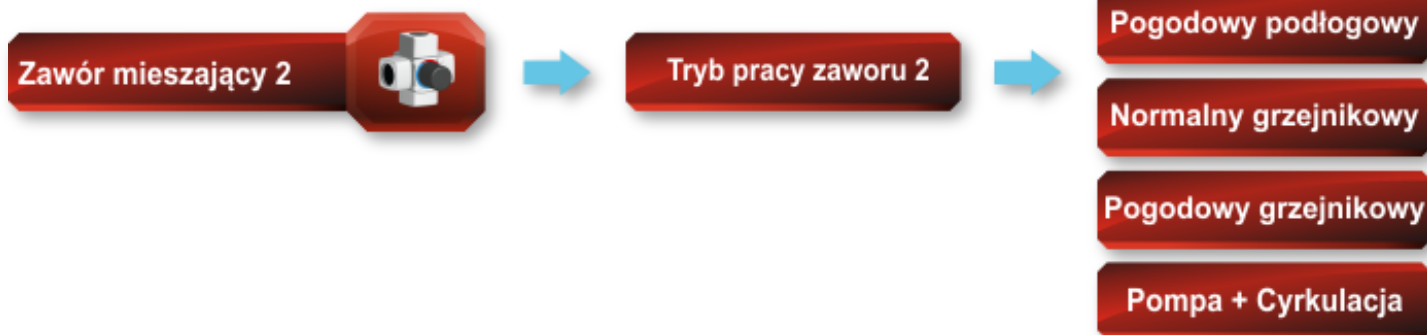 Zawór mieszający 2
Tryb pracy zaworu 2
Pogodowy podłogowy
Normalny grzejnikowy
Pogodowy grzejnikowy
Pompa + Cyrkulacja